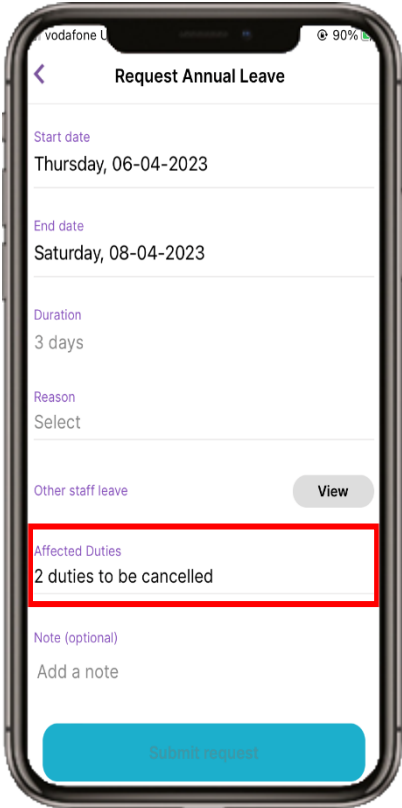 vodafone U 90%
Request Annual Leave
Start date
Thursday, 06-04-2023
End date
Saturday, 08-04-2023
Duration
3 days
Reason
Select
Other staff leave View
Affected Duties
2 duties to be cancelled
Note (optional)
Add a note
Submit request